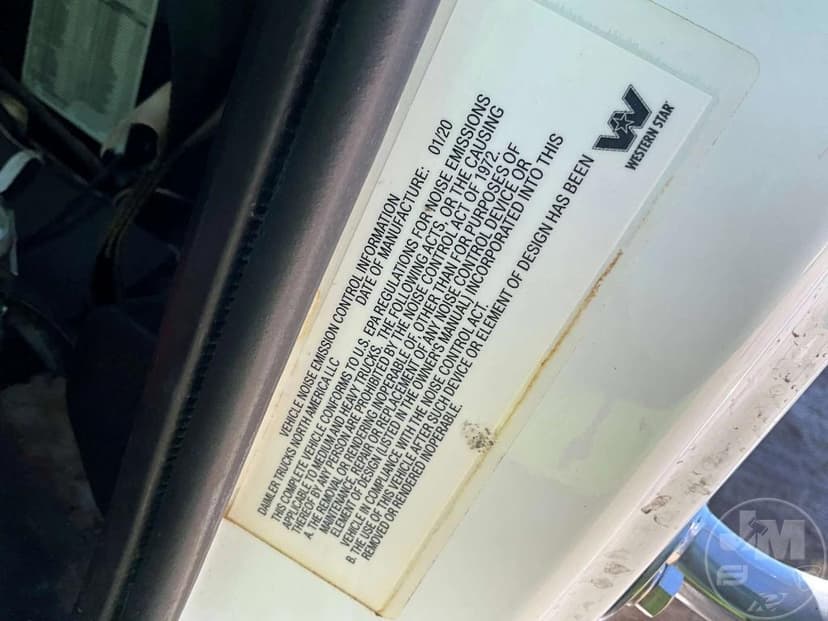 VEHICLE NOISE EMISSION CONTROL INFORMATION
DAIMLER TRUCKS NORTH AMERICA LLC DATE OF MANUFACTURE: 01/20
THIS COMPLETE VEHICLE CONFORMS TO U.S. EPA REGULATIONS FOR NOISE EMISSIONS
APPLICABLE TO MEDIUM AND HEAVY TRUCKS. THE FOLLOWING ACTS, OR THE CAUSING
THEREOF BY ANY PERSON ARE PROHIBITED BY THE NOISE CONTROL ACT OF 1972.
A. THE REMOVAL OR RENDERING INOPERABLE OF OTHER THAN FOR PURPOSES OF
MAINTENANCE, REPAIR OR REPLACEMENT OF ANY NOISE CONTROL DEVICE OR
ELEMENT OF DESIGN (LISTED IN THE OWNER'S MANUAL) INCORPORATED INTO THIS
VEHICLE IN COMPLIANCE WITH THE NOISE CONTROL ACT.
B. THE USE OF THIS VEHICLE AFTER SUCH DEVICE OR ELEMENT OF DESIGN HAS BEEN
REMOVED OR RENDERED INOPERABLE.
WESTERN STAR
JM